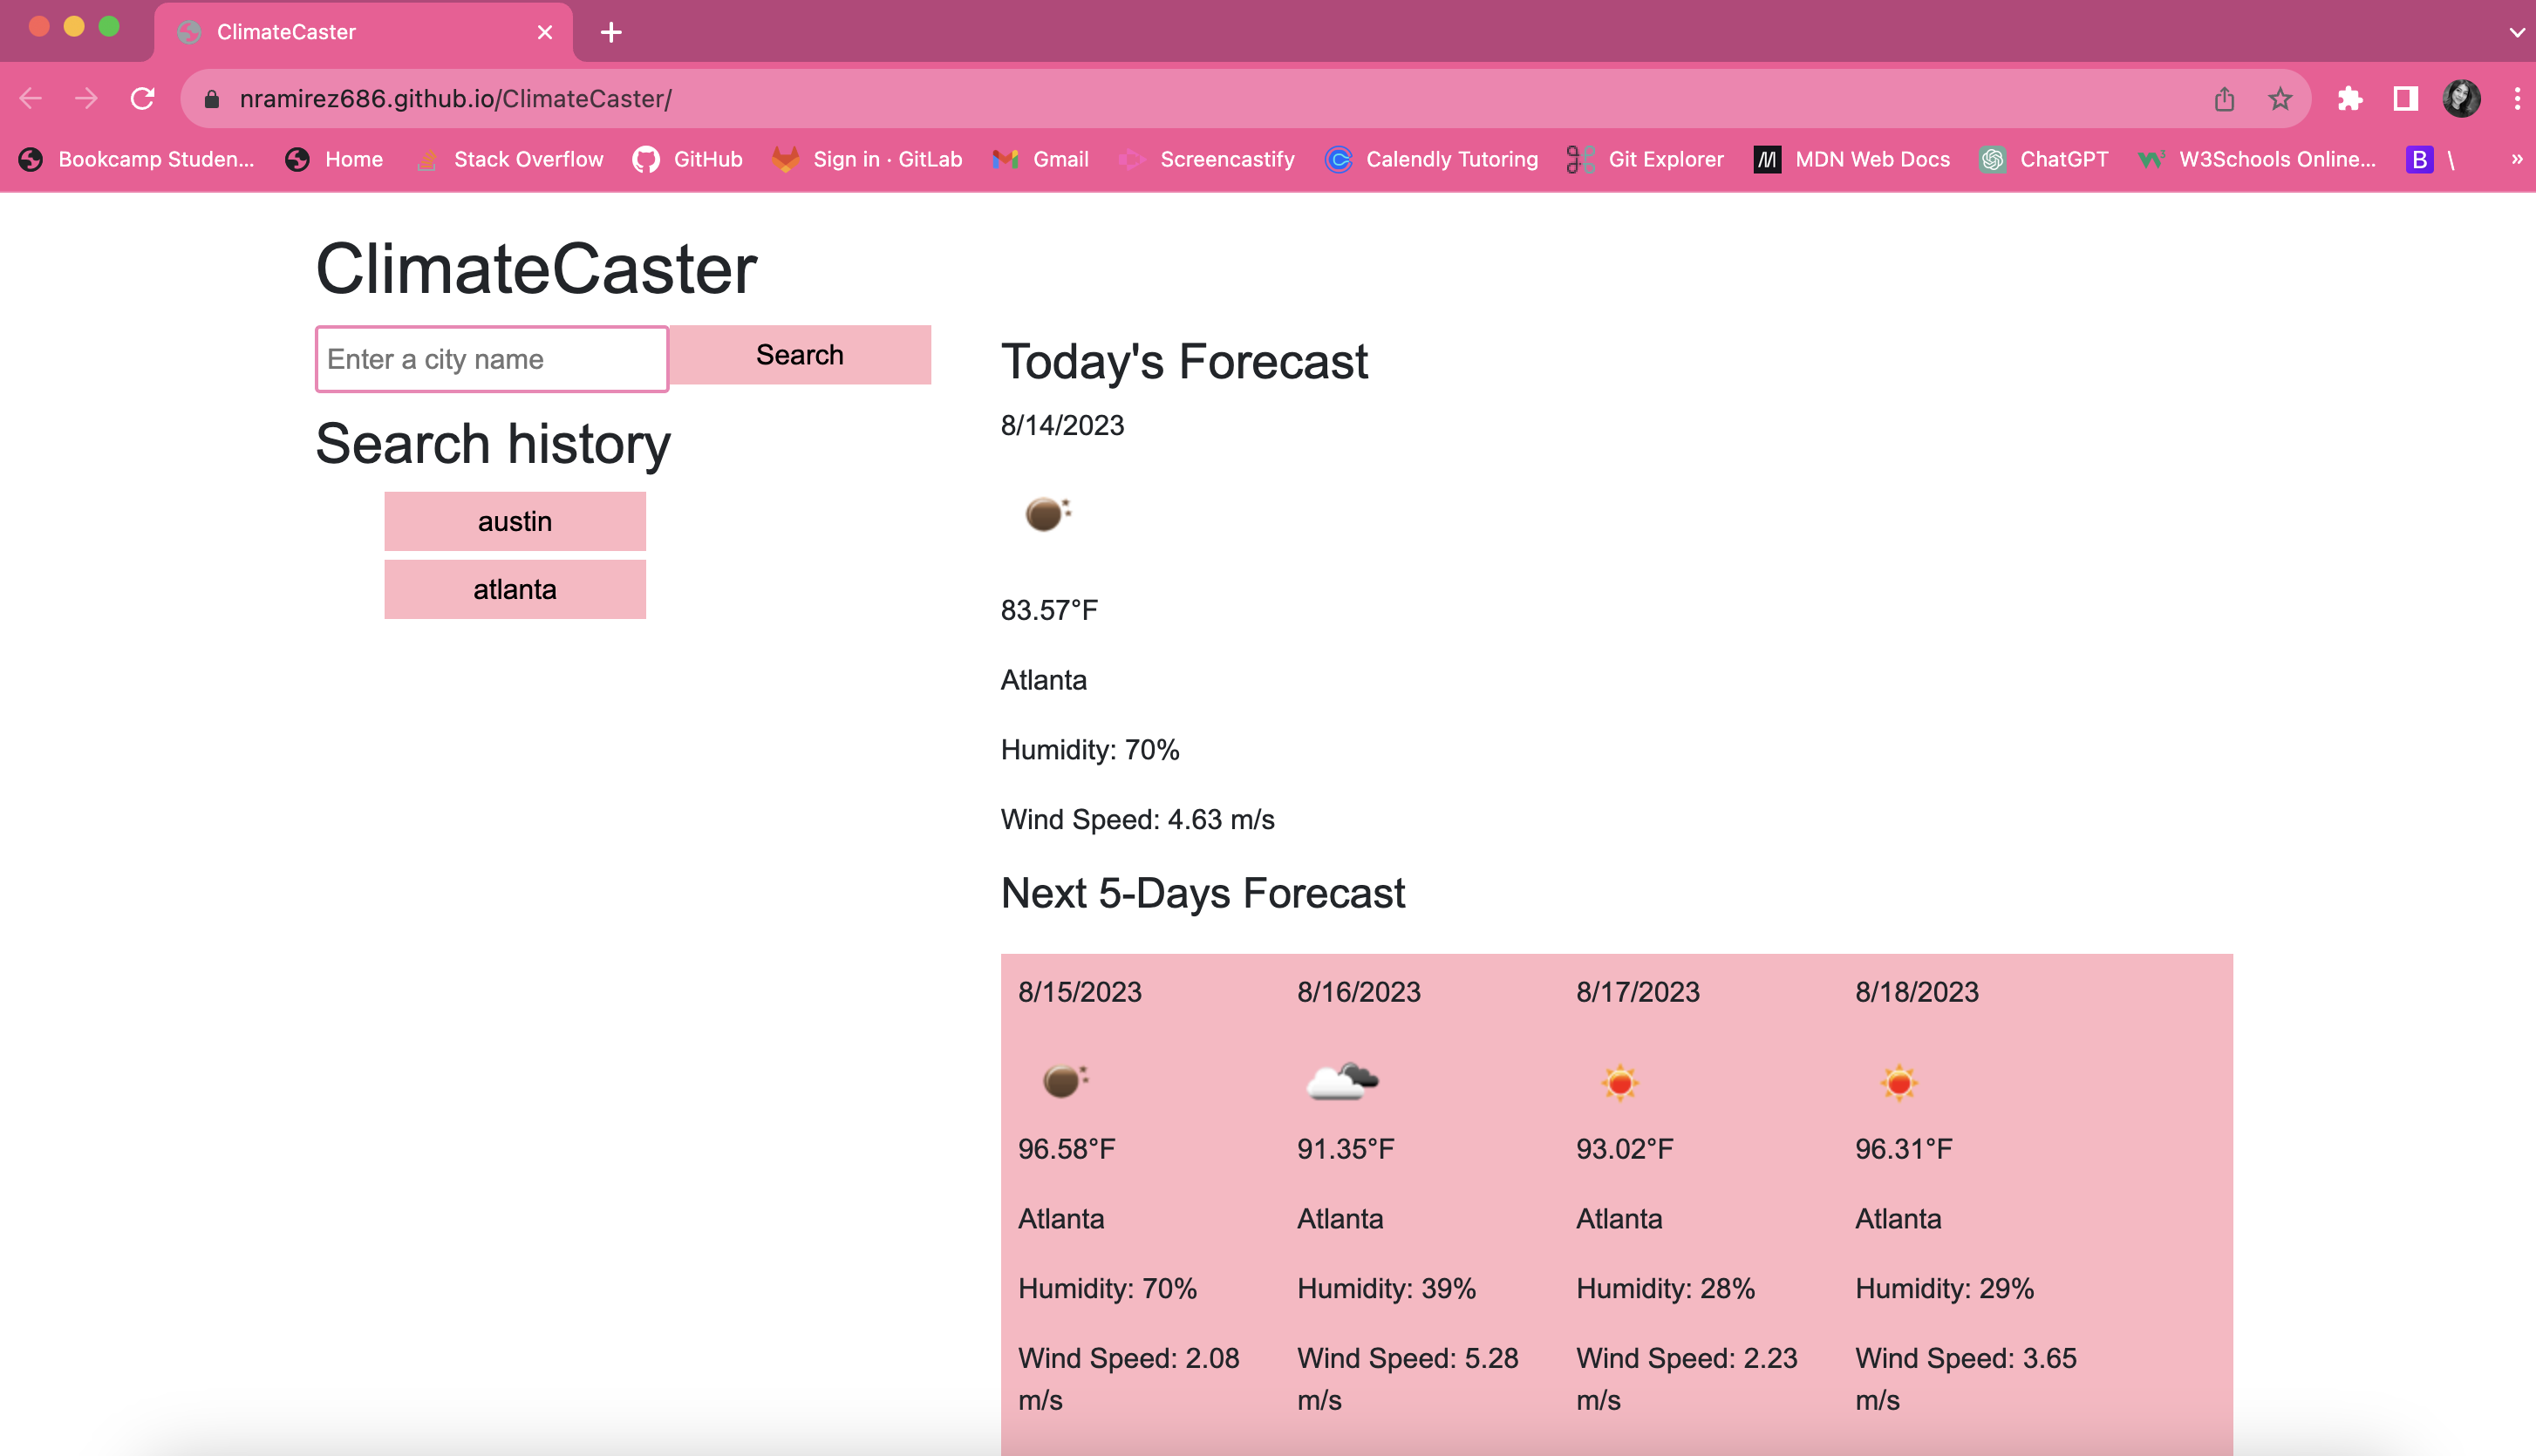 ClimateCaster
nramirez686.github.io/ClimateCaster/
Bookcamp Studen...
Home
Stack Overflow
GitHub
Sign in · GitLab
Gmail
Screencastify
Calendly Tutoring
Git Explorer
MDN Web Docs
ChatGPT
W3Schools Online...
B \
»
ClimateCaster
Enter a city name
Search
Search history
austin
atlanta
Today's Forecast
8/14/2023
83.57°F
Atlanta
Humidity: 70%
Wind Speed: 4.63 m/s
Next 5-Days Forecast
8/15/2023
96.58°F
Atlanta
Humidity: 70%
Wind Speed: 2.08
m/s
8/16/2023
91.35°F
Atlanta
Humidity: 39%
Wind Speed: 5.28
m/s
8/17/2023
93.02°F
Atlanta
Humidity: 28%
Wind Speed: 2.23
m/s
8/18/2023
96.31°F
Atlanta
Humidity: 29%
Wind Speed: 3.65
m/s